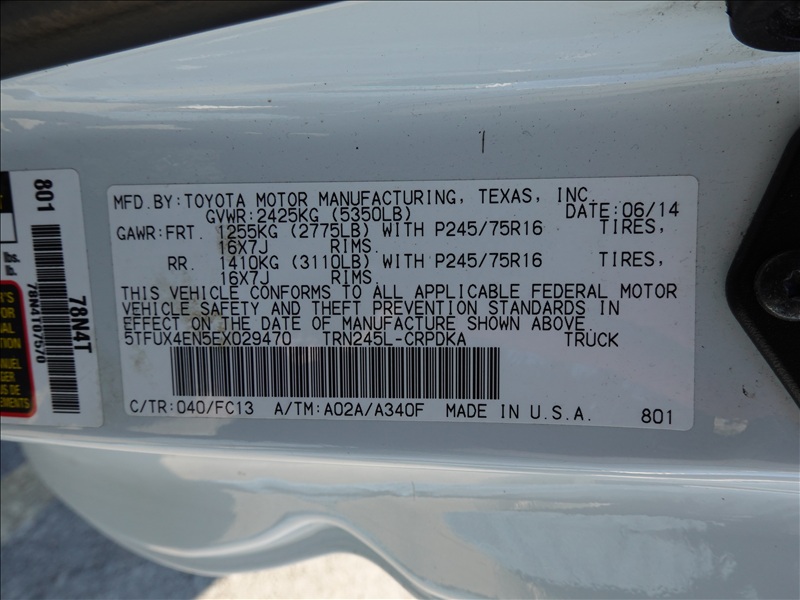 MFD.BY:TOYOTA MOTOR MANUFACTURING, TEXAS, INC.
GVWR:2425KG (5350LB) DATE:06/14
GAWR:FRT. 1255KG (2775LB) WITH P245/75R16 TIRES,
16X7J RIMS.
RR. 1410KG (3110LB) WITH P245/75R16 TIRES,
16X7J RIMS.
THIS VEHICLE CONFORMS TO ALL APPLICABLE FEDERAL MOTOR
VEHICLE SAFETY AND THEFT PREVENTION STANDARDS IN
EFFECT ON THE DATE OF MANUFACTURE SHOWN ABOVE.
5TFUX4EN5EX029470 TRN245L-CRPDKA TRUCK
C/TR:040/FC13 A/TM:A02A/A340F MADE IN U.S.A. 801
801
78N4T
78N4T07570
lbs.
lb.